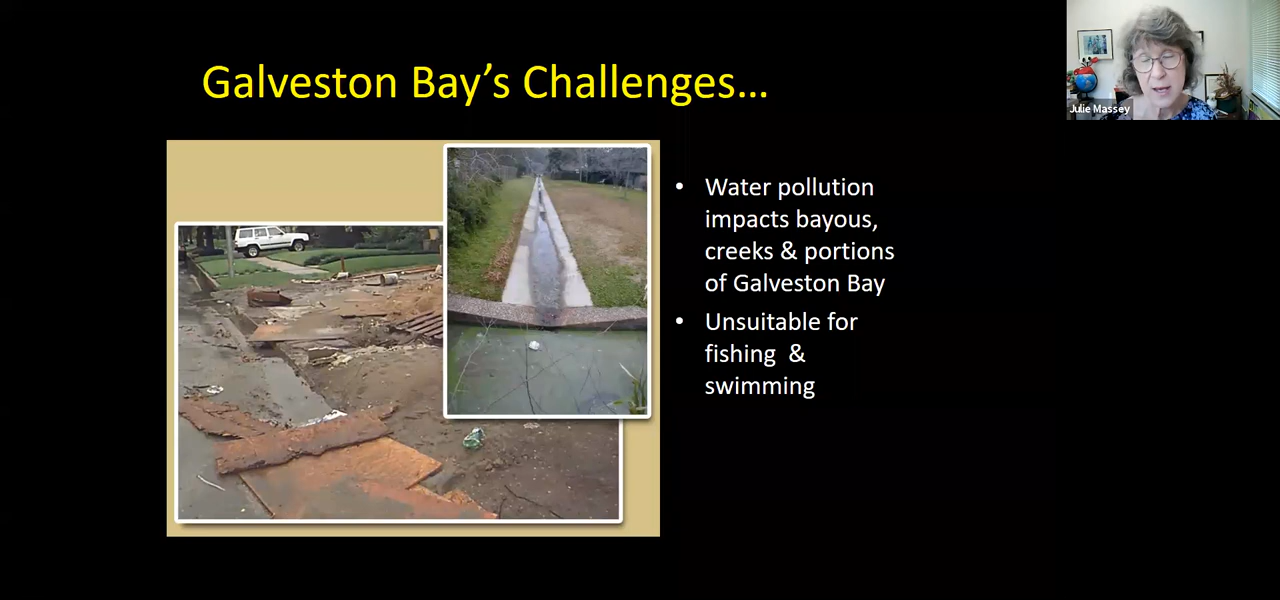 Galveston Bay’s Challenges…
Julie Massey
• Water pollution
impacts bayous,
creeks & portions
of Galveston Bay
• Unsuitable for
fishing & 
swimming